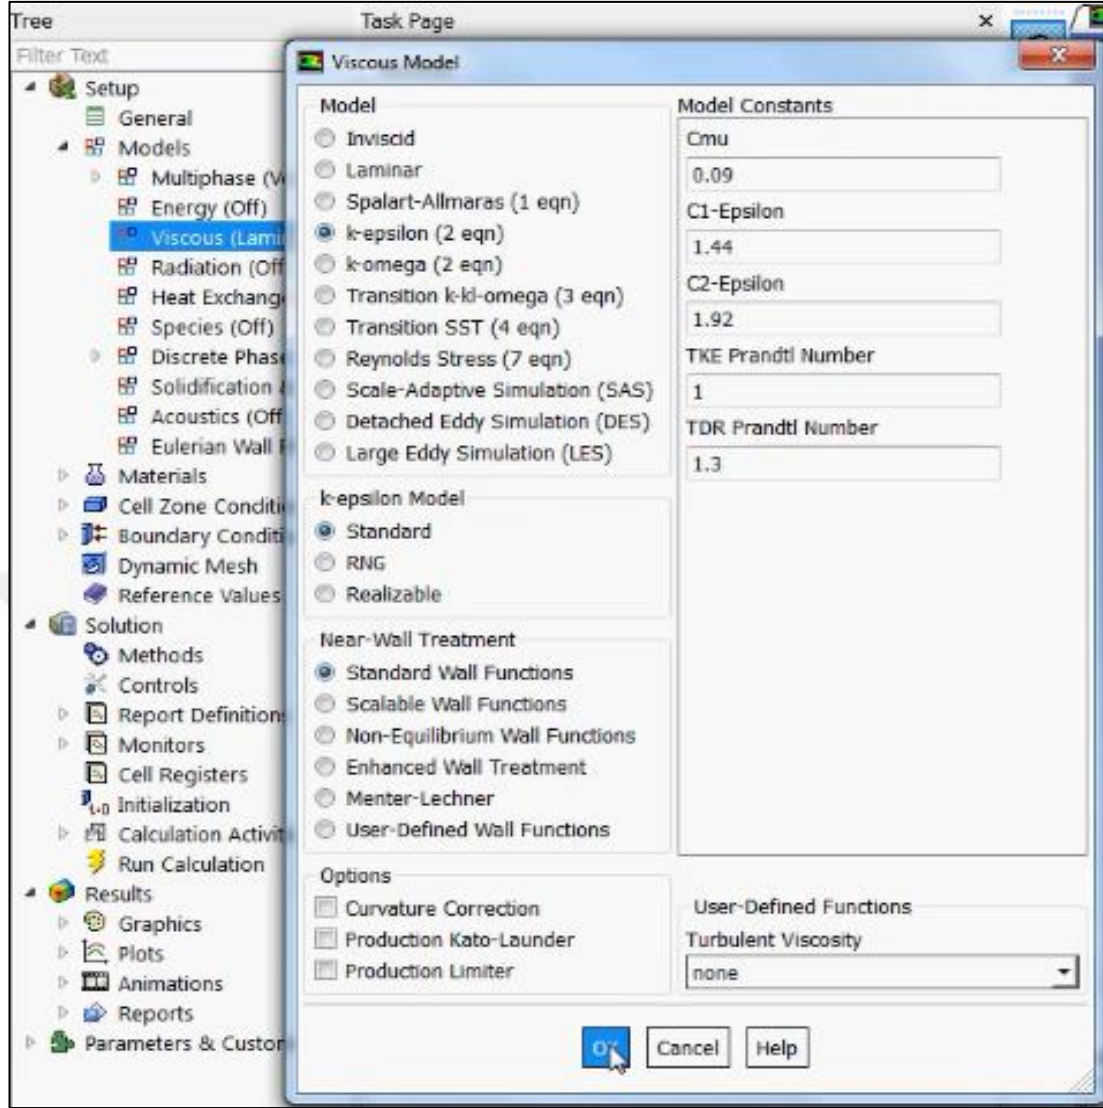 Tree
Task Page
Filter Text
Setup
General
Models
Multiphase (V
Energy (Off)
Viscous (Lami
Radiation (Off
Heat Exchang
Species (Off)
Discrete Phase
Solidification
Acoustics (Off
Eulerian Wall
Materials
Cell Zone Conditi
Boundary Conditi
Dynamic Mesh
Reference Values
Solution
Methods
Controls
Report Definition
Monitors
Cell Registers
Initialization
Calculation Activit
Run Calculation
Results
Graphics
Plots
Animations
Reports
Parameters & Custor
Viscous Model
Model
Inviscid
Laminar
Spalart-Allmaras (1 eqn)
k-epsilon (2 eqn)
k-omega (2 eqn)
Transition k-kl-omega (3 eqn)
Transition SST (4 eqn)
Reynolds Stress (7 eqn)
Scale-Adaptive Simulation (SAS)
Detached Eddy Simulation (DES)
Large Eddy Simulation (LES)
k-epsilon Model
Standard
RNG
Realizable
Near-Wall Treatment
Standard Wall Functions
Scalable Wall Functions
Non-Equilibrium Wall Functions
Enhanced Wall Treatment
Menter-Lechner
User-Defined Wall Functions
Options
Curvature Correction
Production Kato-Launder
Production Limiter
Model Constants
Cmu
0.09
C1-Epsilon
1.44
C2-Epsilon
1.92
TKE Prandtl Number
1
TDR Prandtl Number
1.3
User-Defined Functions
Turbulent Viscosity
none
OK
Cancel
Help